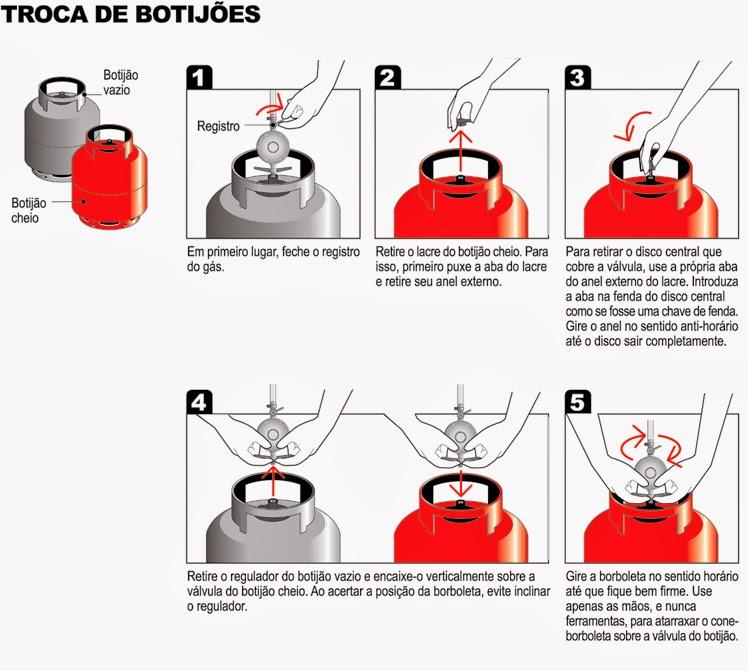 TROCA DE BOTIJÕES
Botijão
vazio
Botijão
cheio
1
Registro
Em primeiro lugar, feche o registro
do gás.
2
Retire o lacre do botijão cheio. Para
isso, primeiro puxe a aba do lacre
e retire seu anel externo.
3
Para retirar o disco central que
cobre a válvula, use a própria aba
do anel externo do lacre. Introduza
a aba na fenda do disco central
como se fosse uma chave de fenda.
Gire o anel no sentido anti-horário
até o disco sair completamente.
4
Retire o regulador do botijão vazio e encaixe-o verticalmente sobre a
válvula do botijão cheio. Ao acertar a posição da borboleta, evite inclinar
o regulador.
5
Gire a borboleta no sentido horário
até que fique bem firme. Use
apenas as mãos, e nunca
ferramentas, para atarraxar o cone-
borboleta sobre a válvula do botijão.